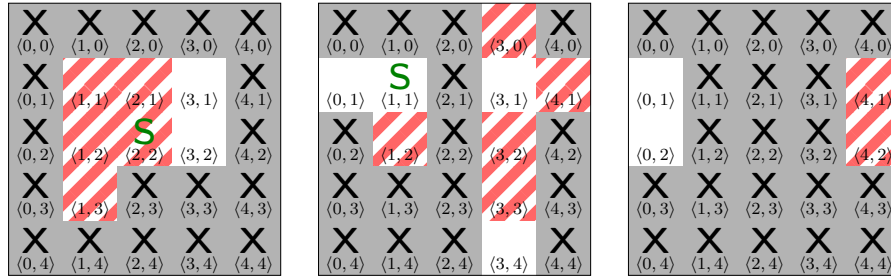 X X X X X
⟨0, 0⟩ ⟨1, 0⟩ ⟨2, 0⟩ ⟨3, 0⟩ ⟨4, 0⟩
X X
⟨0, 1⟩ ⟨1, 1⟩ ⟨2, 1⟩ ⟨3, 1⟩ ⟨4, 1⟩
X S X
⟨0, 2⟩ ⟨1, 2⟩ ⟨2, 2⟩ ⟨3, 2⟩ ⟨4, 2⟩
X X X X
⟨0, 3⟩ ⟨1, 3⟩ ⟨2, 3⟩ ⟨3, 3⟩ ⟨4, 3⟩
X X X X X
⟨0, 4⟩ ⟨1, 4⟩ ⟨2, 4⟩ ⟨3, 4⟩ ⟨4, 4⟩
X X X X
⟨0, 0⟩ ⟨1, 0⟩ ⟨2, 0⟩ ⟨3, 0⟩ ⟨4, 0⟩
S X
⟨0, 1⟩ ⟨1, 1⟩ ⟨2, 1⟩ ⟨3, 1⟩ ⟨4, 1⟩
X X X
⟨0, 2⟩ ⟨1, 2⟩ ⟨2, 2⟩ ⟨3, 2⟩ ⟨4, 2⟩
X X X X
⟨0, 3⟩ ⟨1, 3⟩ ⟨2, 3⟩ ⟨3, 3⟩ ⟨4, 3⟩
X X X X
⟨0, 4⟩ ⟨1, 4⟩ ⟨2, 4⟩ ⟨3, 4⟩ ⟨4, 4⟩
X X X X X
⟨0, 0⟩ ⟨1, 0⟩ ⟨2, 0⟩ ⟨3, 0⟩ ⟨4, 0⟩
X X X
⟨0, 1⟩ ⟨1, 1⟩ ⟨2, 1⟩ ⟨3, 1⟩ ⟨4, 1⟩
X X X
⟨0, 2⟩ ⟨1, 2⟩ ⟨2, 2⟩ ⟨3, 2⟩ ⟨4, 2⟩
X X X X X
⟨0, 3⟩ ⟨1, 3⟩ ⟨2, 3⟩ ⟨3, 3⟩ ⟨4, 3⟩
X X X X X
⟨0, 4⟩ ⟨1, 4⟩ ⟨2, 4⟩ ⟨3, 4⟩ ⟨4, 4⟩